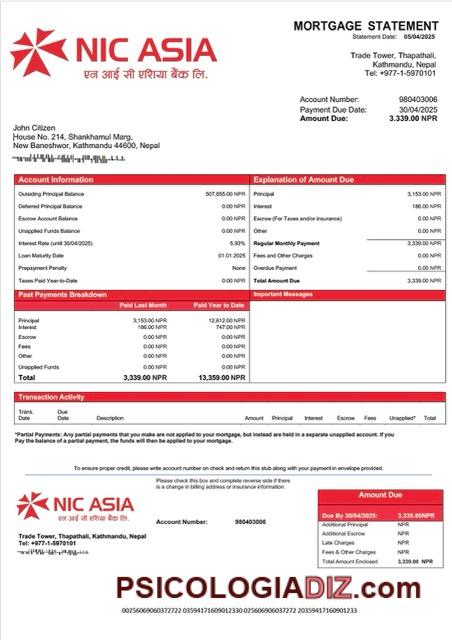 MORTGAGE STATEMENT
Statement Date: 05/04/2025
NIC ASIA
एन आई सी एशिया बैंक लि.
Trade Tower, Thapathali,
Kathmandu, Nepal
Tel: +977-1-5970101
Account Number: 980403006
Payment Due Date: 30/04/2025
Amount Due: 3.339.00 NPR
John Citizen
House No. 214, Shankhamul Marg,
New Baneshwor, Kathmandu 44600, Nepal
Account Information
Outsiding Principal Balance 507,855.00 NPR
Deferred Principal Balance 0.00 NPR
Escrow Account Balance 0.00 NPR
Unapplied Funds Balance 0.00 NPR
Interest Rate (until 30/04/2025) 5.93%
Loan Maturity Date 01.01.2025
Prepayment Penalty None
Taxes Paid Year-to-Date 0.00 NPR
Explanation of Amount Due
Principal 3,153.00 NPR
Interest 186.00 NPR
Escrow (For Taxes and/or insurance) 0.00 NPR
Other 0.00 NPR
Regular Monthly Payment 3,339.00 NPR
Fees and Other Charges 0.00 NPR
Overdue Payment 0.00 NPR
Total Amount Due 3,339.00 NPR
Past Payments Breakdown
Paid Last Month Paid Year to Date
Principal 3,153.00 NPR 12,612.00 NPR
Interest 186.00 NPR 747.00 NPR
Escrow 0.00 NPR 0.00 NPR
Fees 0.00 NPR 0.00 NPR
Other 0.00 NPR 0.00 NPR
Unapplied Funds 0.00 NPR 0.00 NPR
Total 3,339.00 NPR 13,359.00 NPR
Important Messages
Transaction Activity
Trans. Date Due Date Description Amount Principal Interest Escrow Fees Unapplied* Total
*Partial Payments: Any partial payments that you make are not applied to your mortgage, but instead are held in a separate unapplied account. If you
Pay the balance of a partial payment, the funds will then be applied to your mortgage.
To ensure proper credit, please write account number on check and return this stub along with your payment in envelope provided.
Please check this box and complete reverse side if there
is a change in billing address or insurance information.
NIC ASIA
एन आई सी एशिया बैंक लि.
Account Number: 980403006
Trade Tower, Thapathali, Kathmandu, Nepal
Tel: +977-1-5970101
Amount Due
Due By 30/04/2025: 3,339.00NPR
Additional Principal NPR
Additional Escrow NPR
Late Charges NPR
Fees & Other Charges NPR
Total Amount Enclosed 3,339.00 NPR
PSICOLOGIADIZ.com
00256069060372722 03594171609012330 0256069060372722 20359417160901233